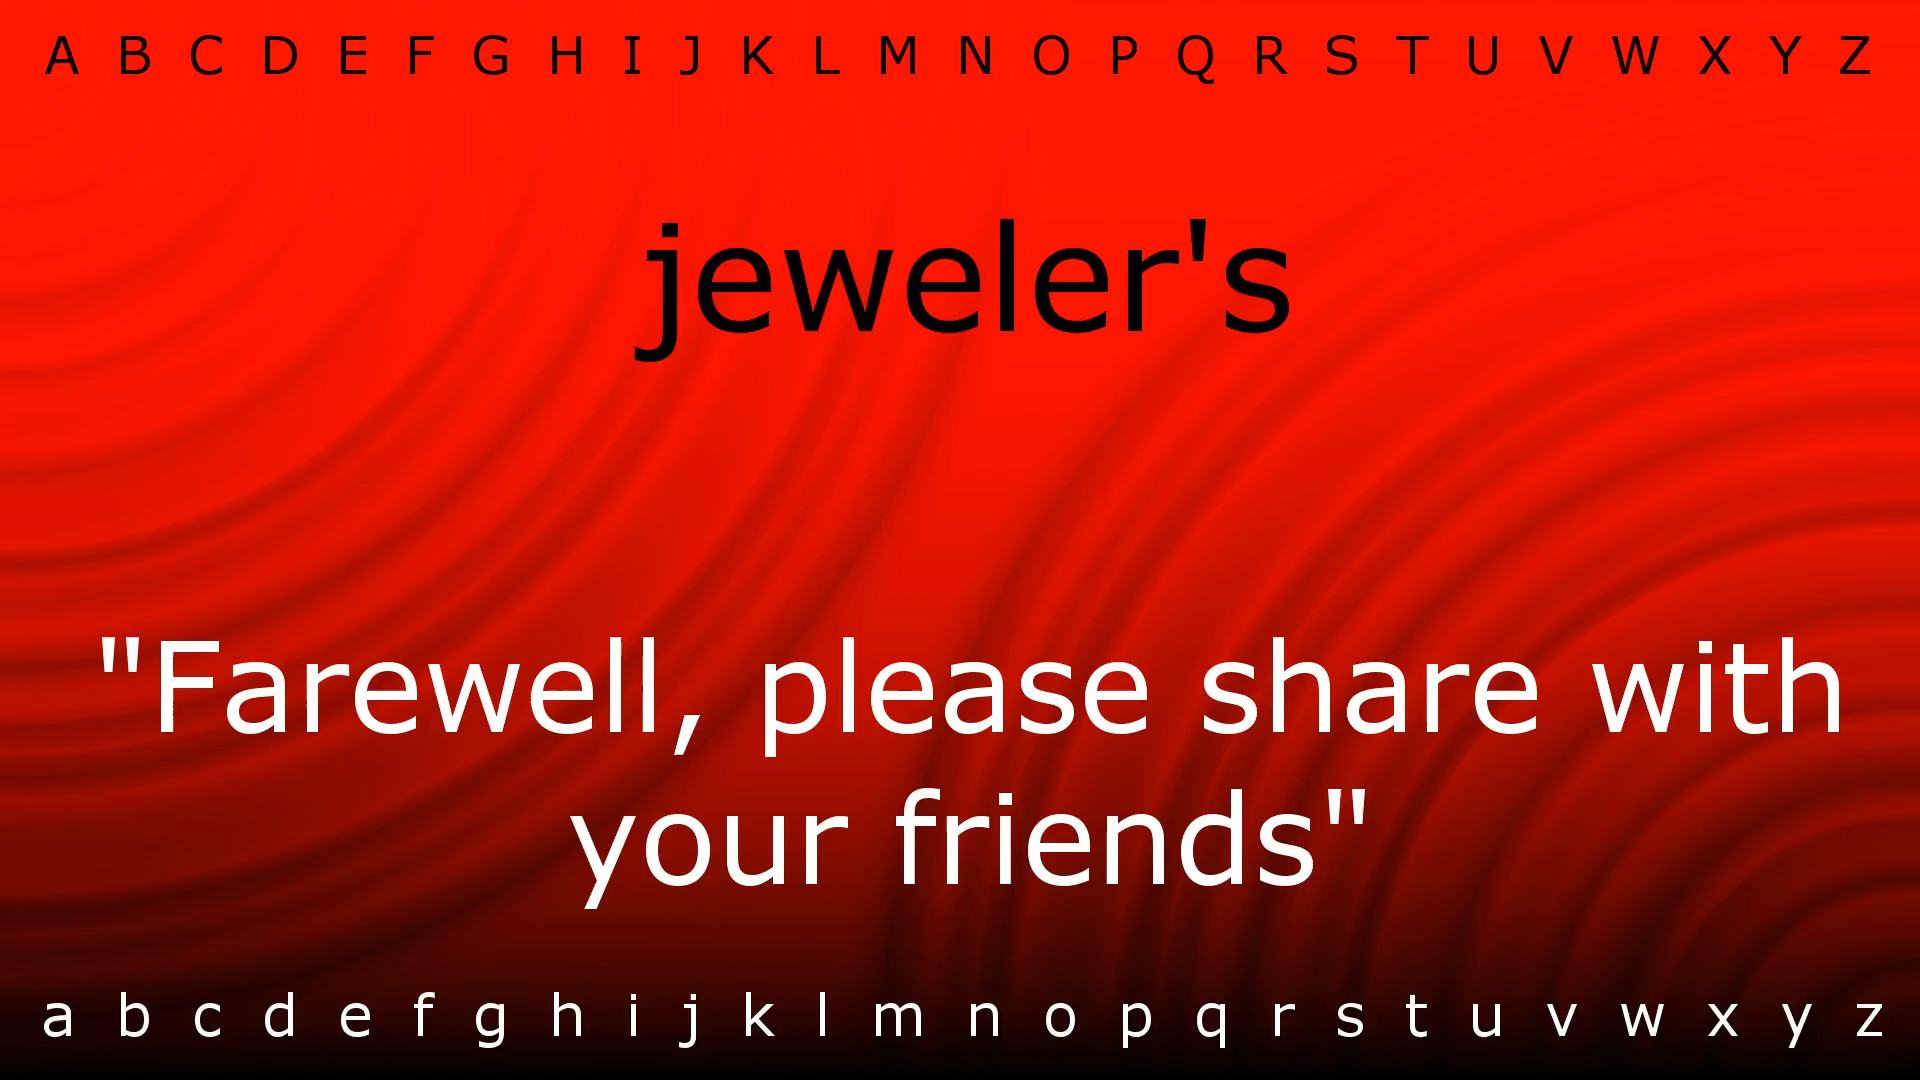 A B C D E F G H I J K L M N O P Q R S T U V W X Y Z
jeweler's
"Farewell, please share with
your friends"
a b c d e f g h i j k l m n o p q r s t u v w x y z